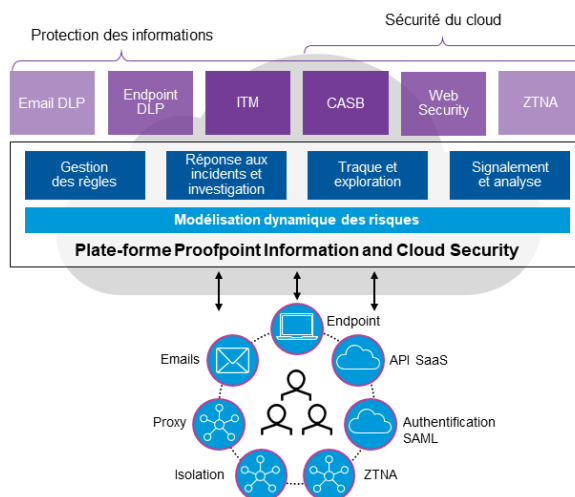 Sécurité du cloud
Protection des informations
Email DLP
Endpoint
DLP
ITM
CASB
Web
Security
ZTNA
Gestion
des règles
Réponse aux
incidents et
investigation
Traque et
exploration
Signalement
et analyse
Modélisation dynamique des risques
Plate-forme Proofpoint Information and Cloud Security
Endpoint
Emails
API SaaS
Proxy
Authentification
SAML
Isolation
ZTNA